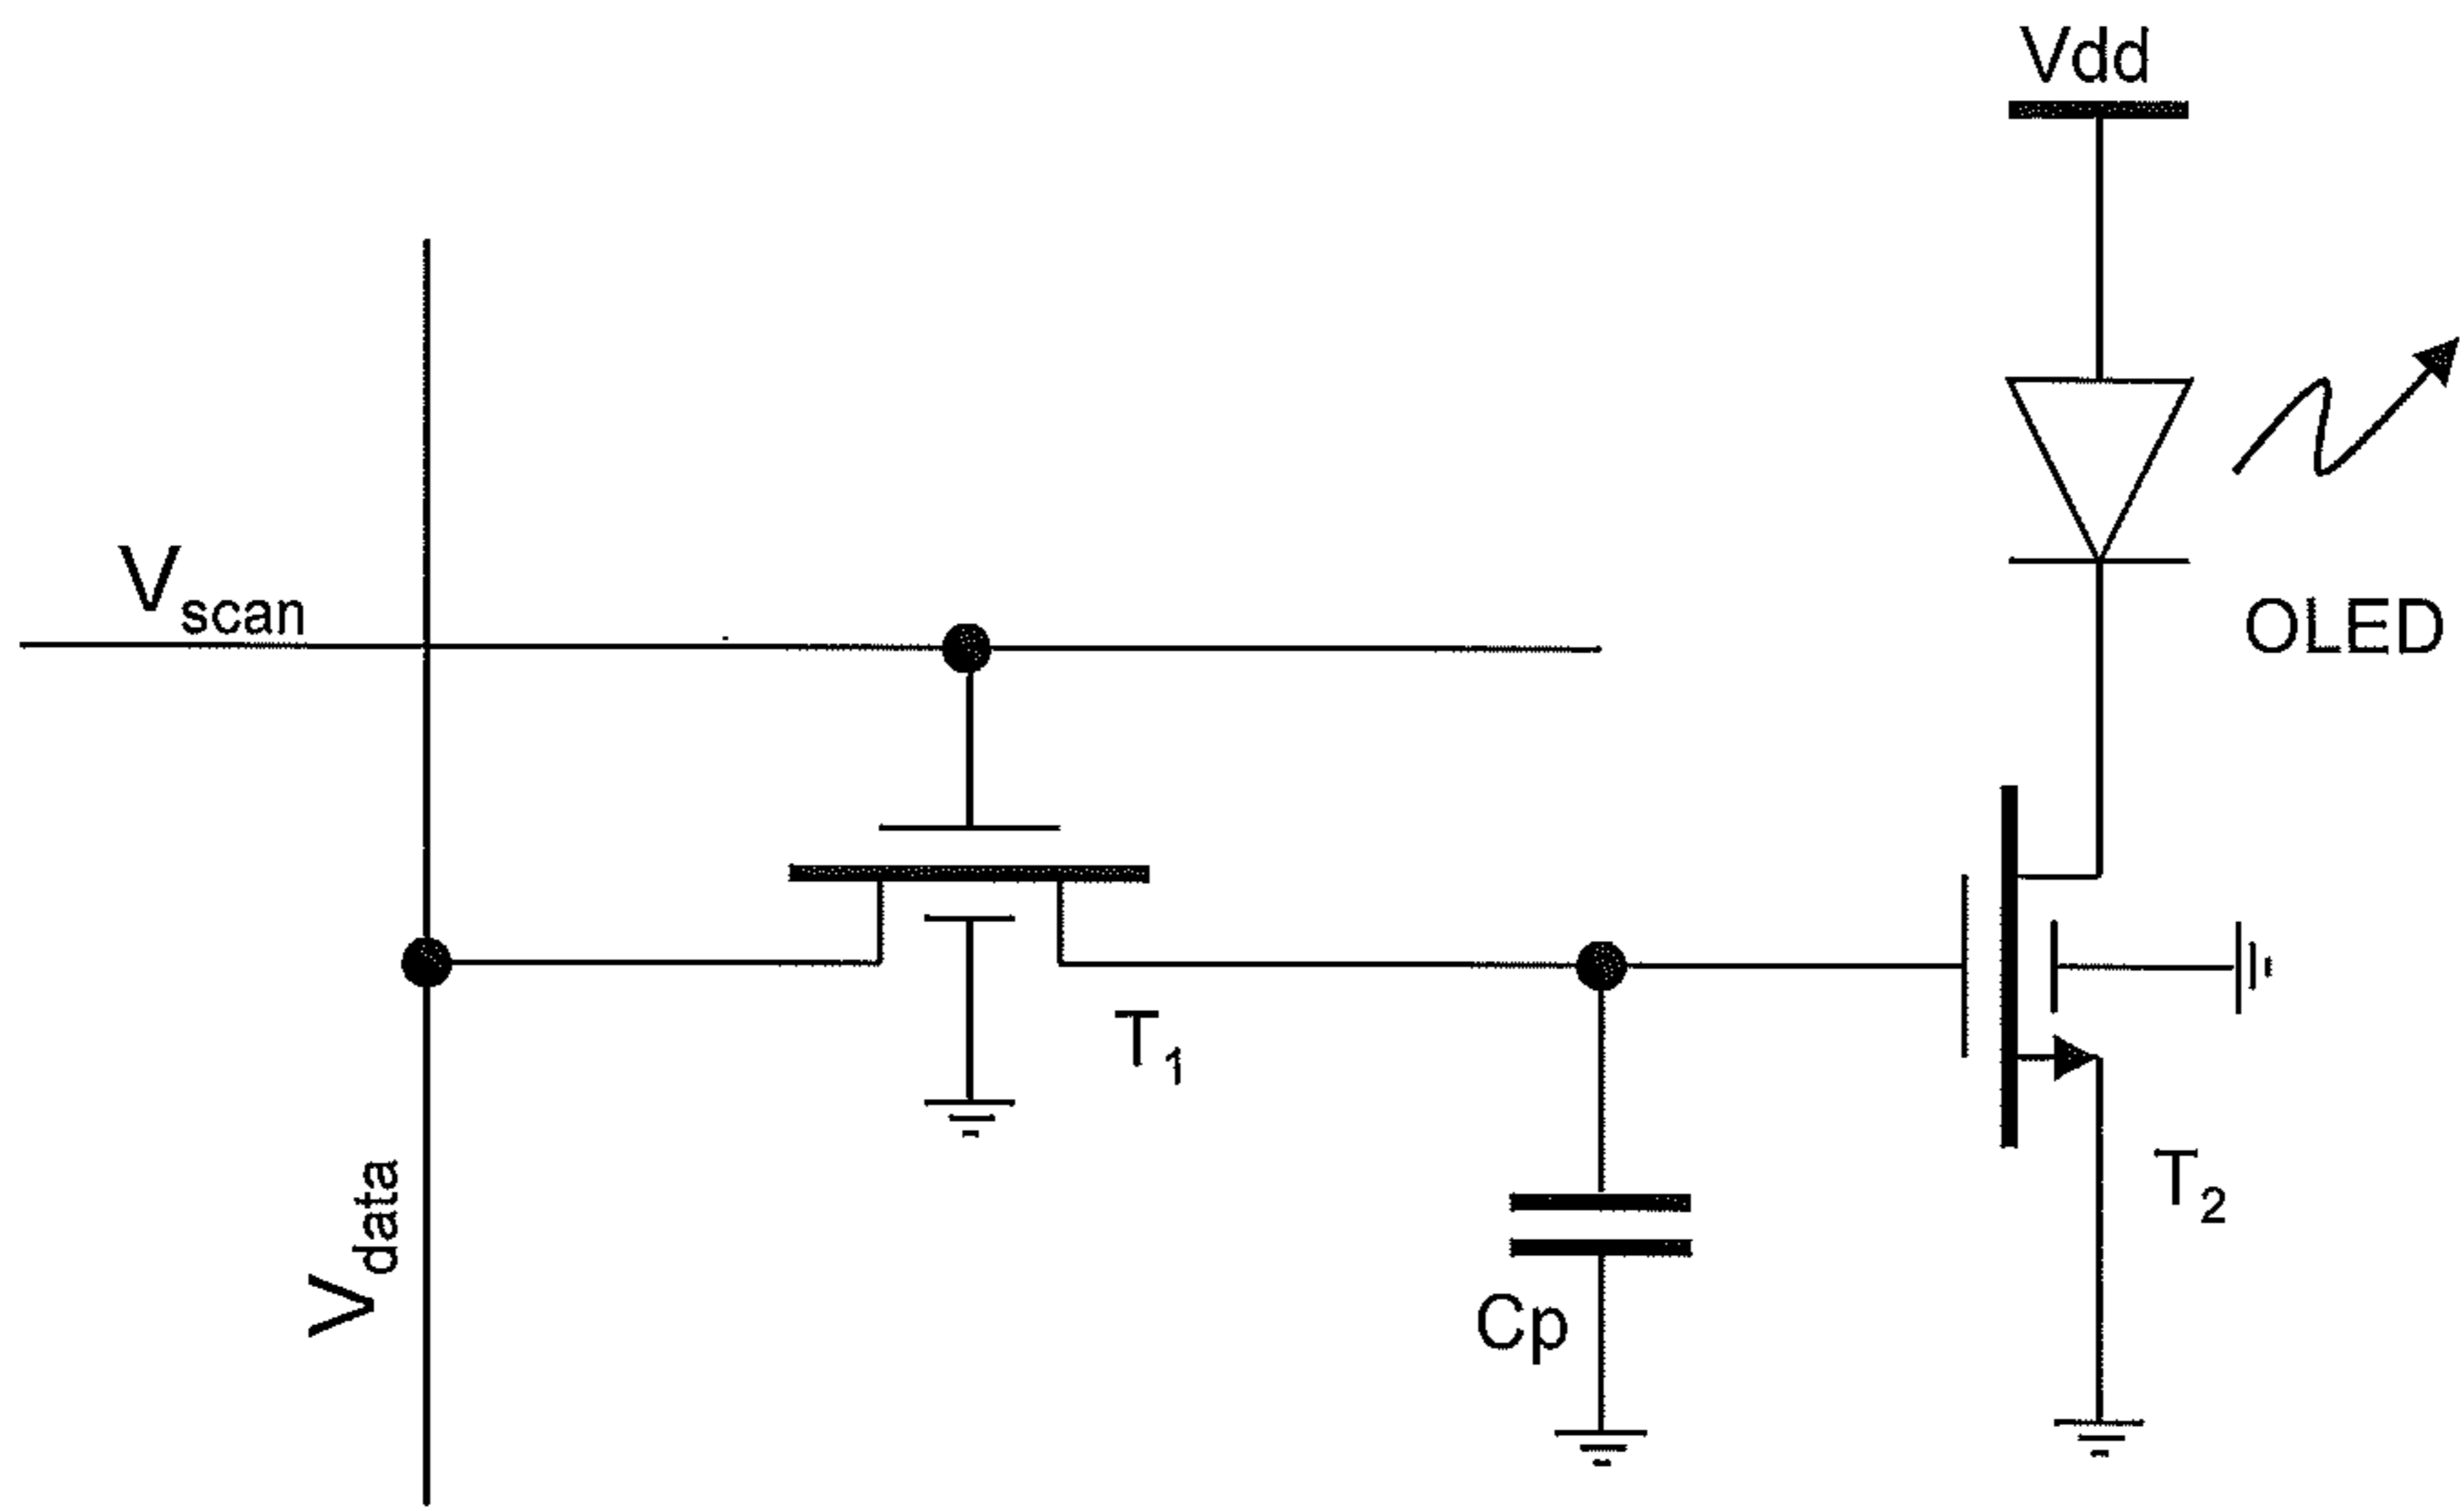 Vdd
Vscan
OLED
T1
Vdata
T2
Cp